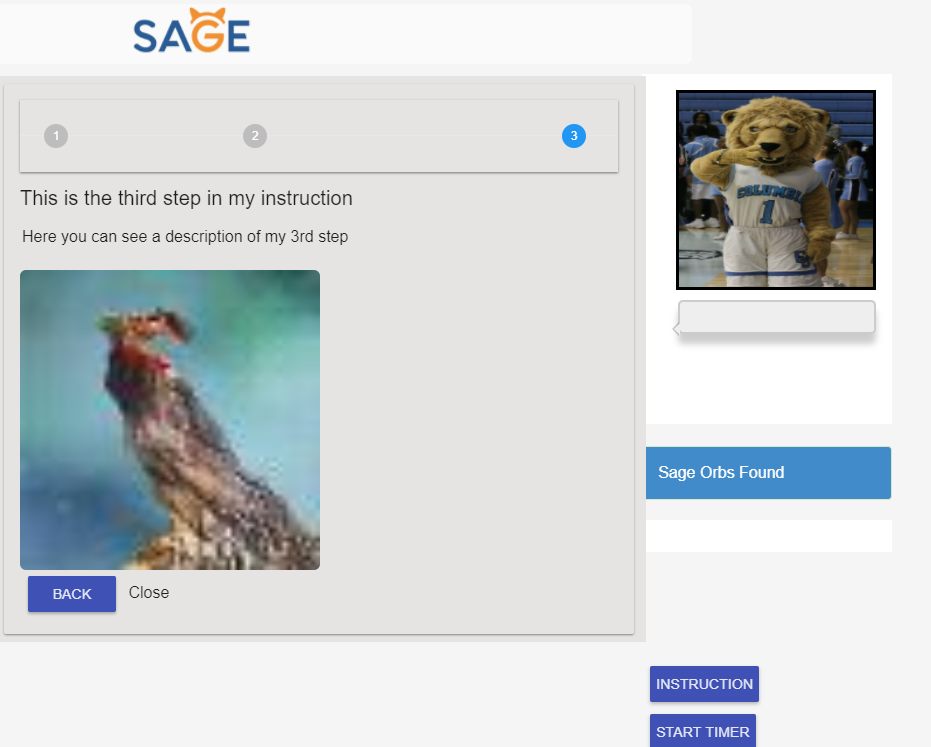 SAGE
1
2
3
This is the third step in my instruction
Here you can see a description of my 3rd step
BACK
Close
1
Sage Orbs Found
INSTRUCTION
START TIMER